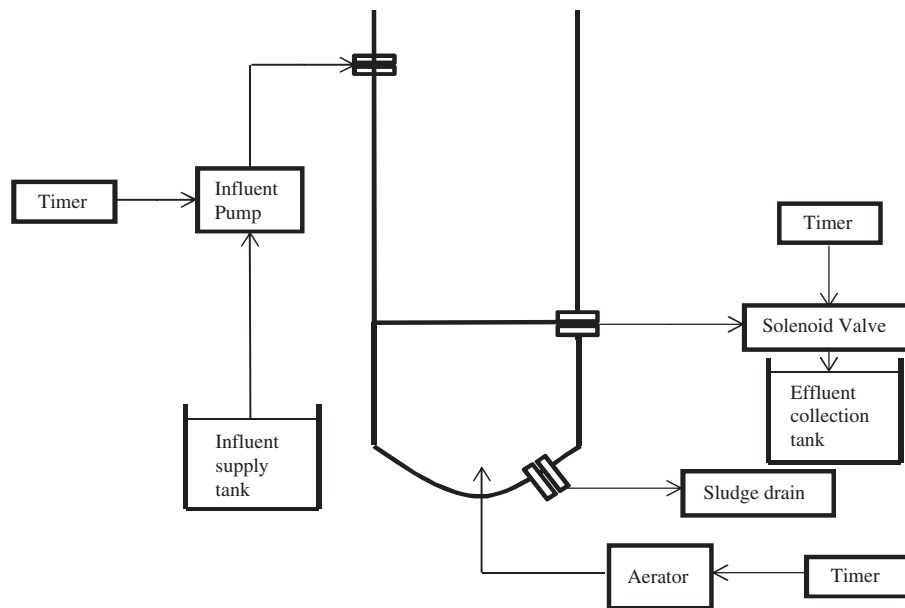 Timer
Influent
Pump
Influent
supply
tank
Timer
Solenoid Valve
Effluent
collection
tank
Sludge drain
Aerator
Timer